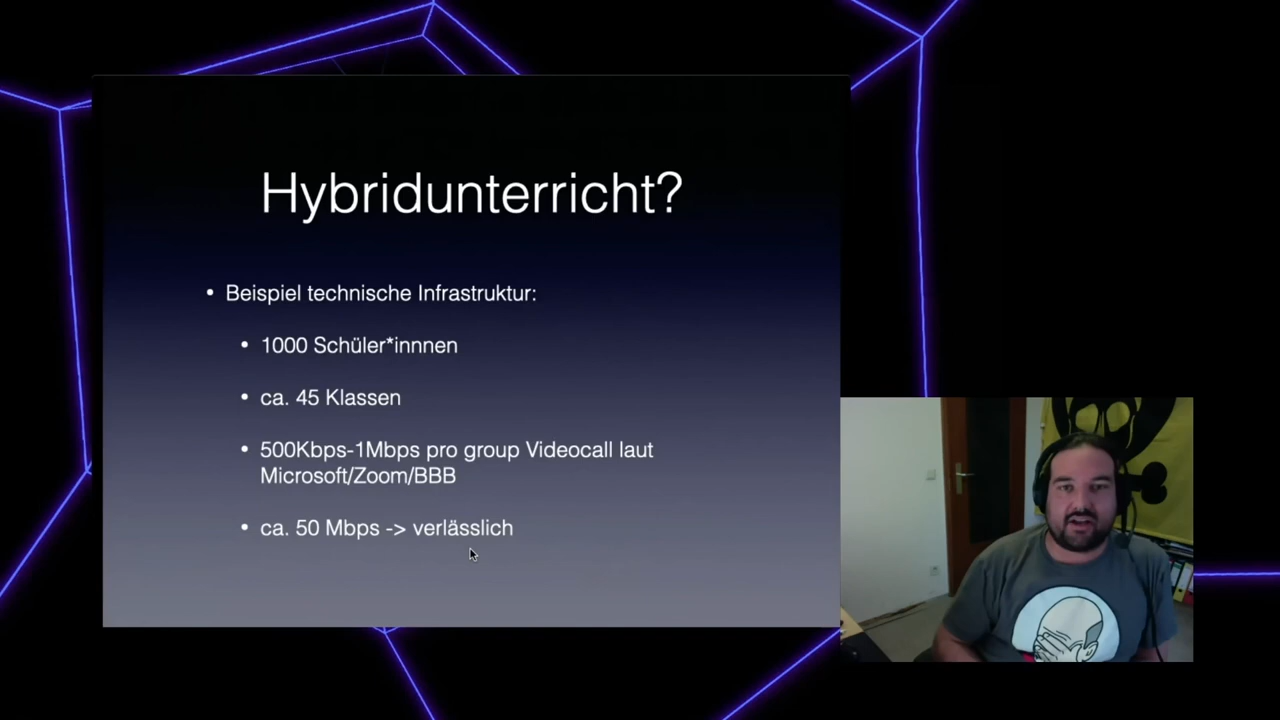 Hybridunterricht?
• Beispiel technische Infrastruktur:
• 1000 Schüler*innnen
• ca. 45 Klassen
• 500Kbps-1Mbps pro group Videocall laut
Microsoft/Zoom/BBB
• ca. 50 Mbps -> verlässlich